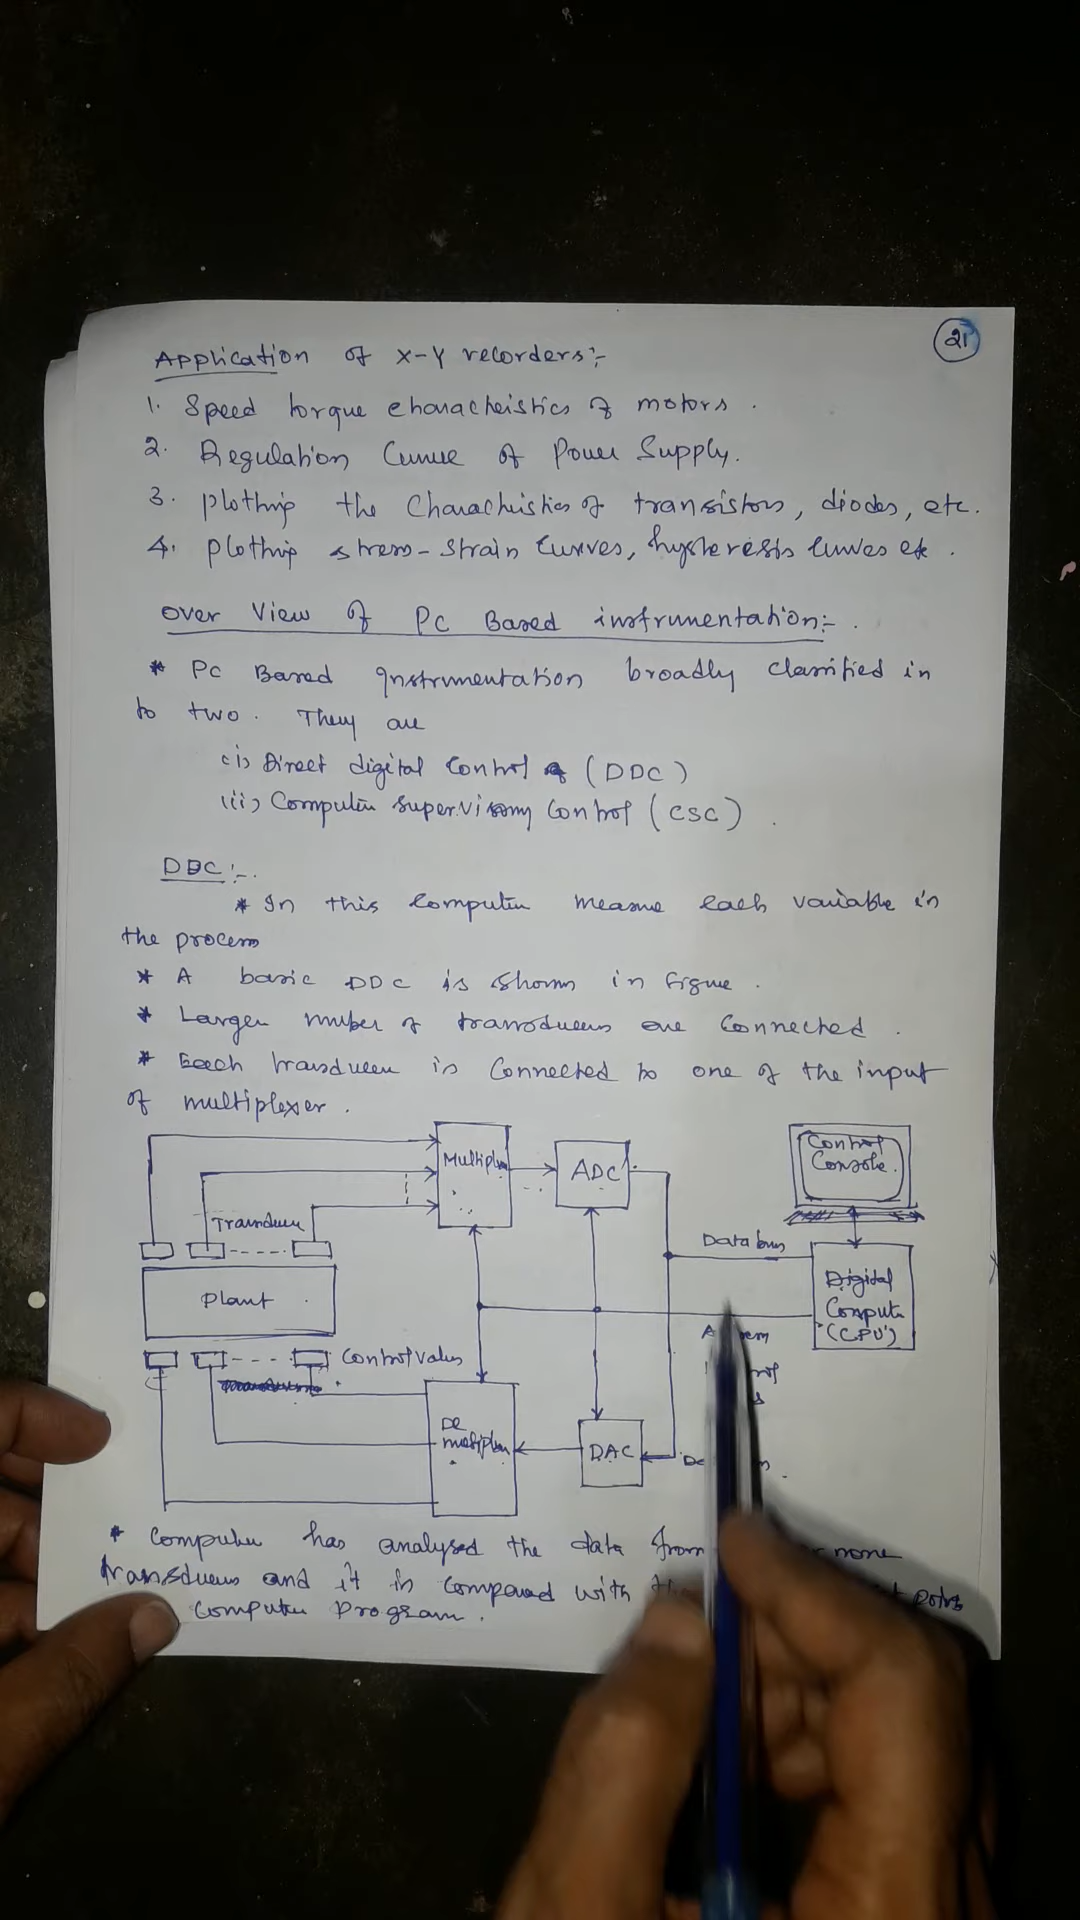 21
Application of X-Y recorders:-
1. Speed torque characteristics of motors.
2. Regulation Curve of Power Supply.
3. plotting the Characteristics of transistors, diodes, etc.
4. plotting stress-strain curves, hysteresis curves etc.
Over View of PC Based instrumentation:-.
* PC Based Instrumentation broadly classified in
to two. They are
(i) Direct digital Control (DDC)
(ii) Computer Supervisory Control (CSC).
DDC:-.
* In this Computer measure each variable in
the process
* A basic DDC is shown in figure.
* Larger number of transducers are connected.
* Each transducer is connected to one of the input
of multiplexer.
Multiplexer
ADC
Control
Console.
Transducer
Data bus
Plant
Digital
Computer
(CPU)
Control Valves
De
multiplexer
DAC
* Computer has analysed the data from
transducers and it is compared with
Computer Program.